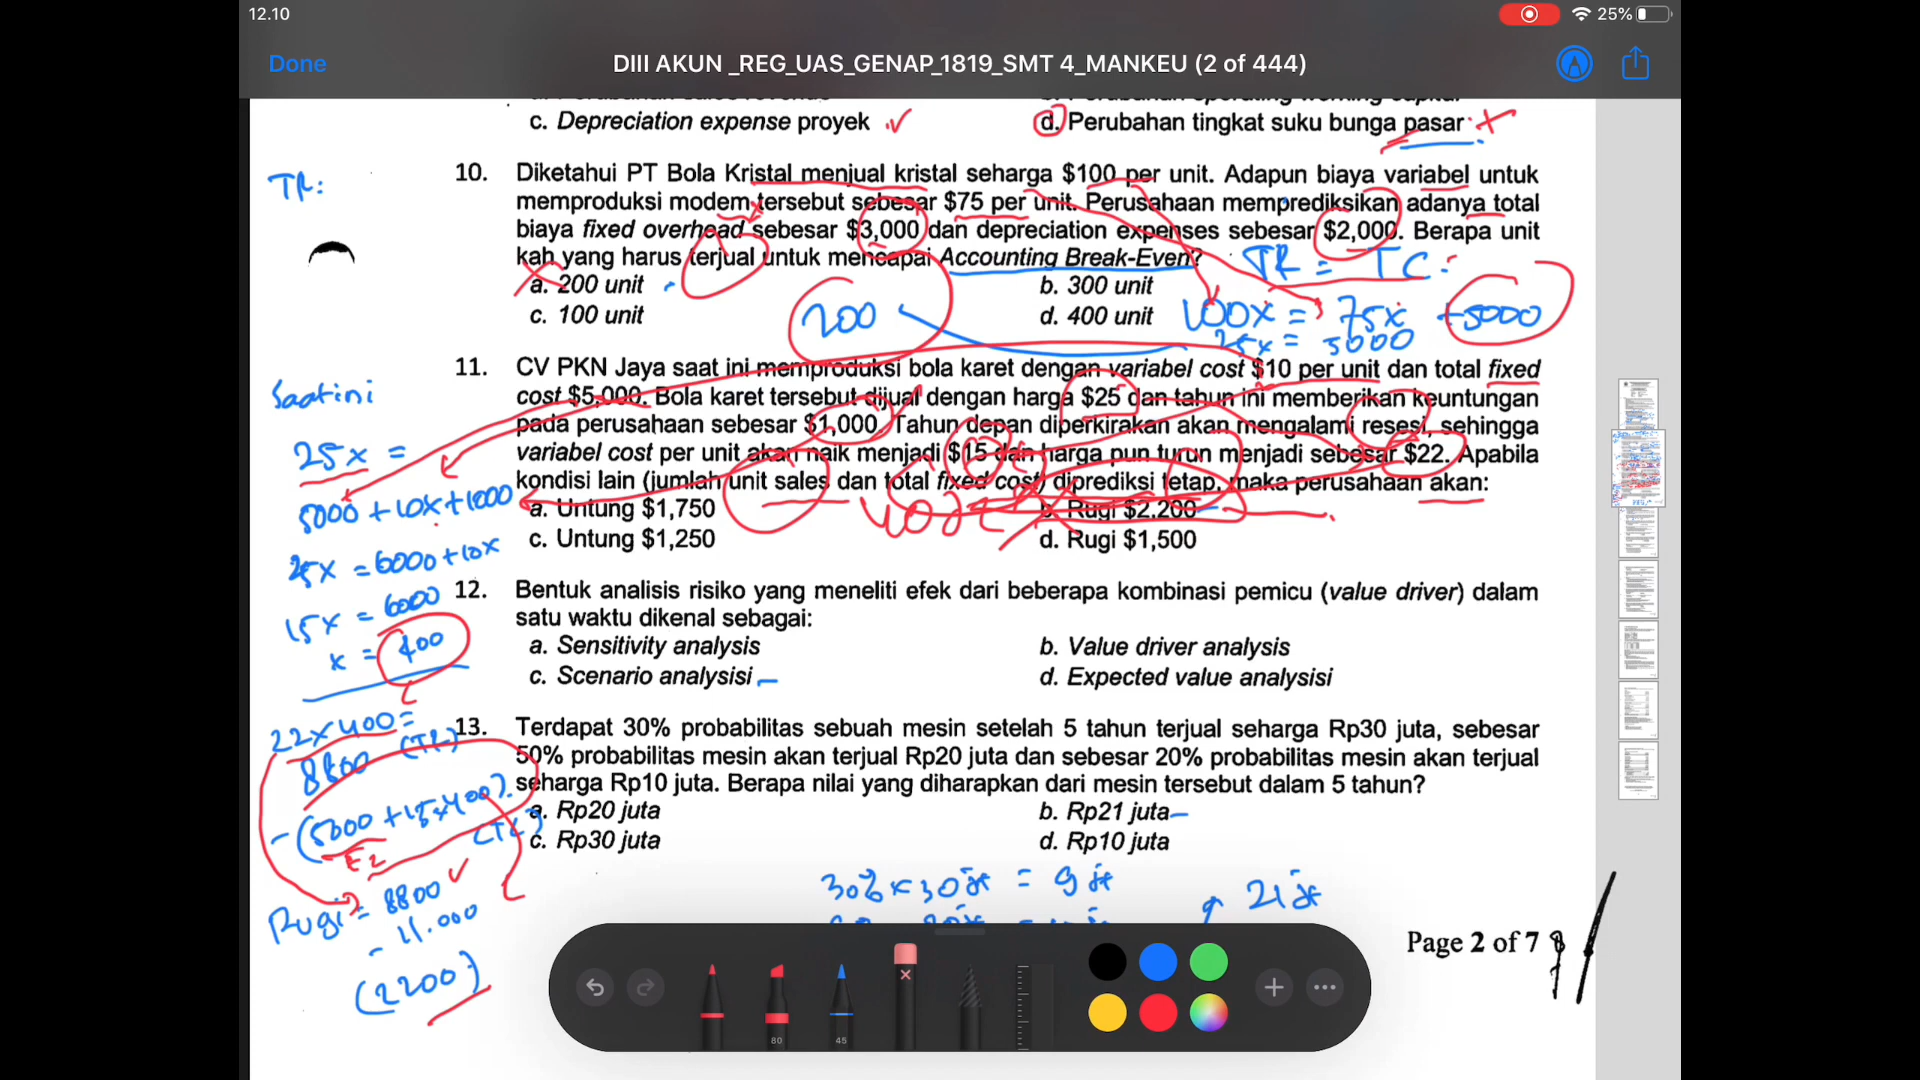 12.10
25%
Done
DIII AKUN _REG_UAS_GENAP_1819_SMT 4_MANKEU (2 of 444)
c. Depreciation expense proyek
d. Perubahan tingkat suku bunga pasar
TR:
10. Diketahui PT Bola Kristal menjual kristal seharga $100 per unit. Adapun biaya variabel untuk
memproduksi modem tersebut sebesar $75 per unit. Perusahaan memprediksikan adanya total
biaya fixed overhead sebesar $3,000 dan depreciation expenses sebesar $2,000. Berapa unit
kah yang harus terjual untuk mencapai Accounting Break-Even?
TR = TC:
a. 200 unit
b. 300 unit
c. 100 unit
d. 400 unit
200
100x = 75x + 5000
25x = 5000
11. CV PKN Jaya saat ini memproduksi bola karet dengan variabel cost $10 per unit dan total fixed
cost $5,000. Bola karet tersebut dijual dengan harga $25 dan tahun ini memberikan keuntungan
pada perusahaan sebesar $1,000. Tahun depan diperkirakan akan mengalami resesi, sehingga
variabel cost per unit akan naik menjadi $15 dan harga pun turun menjadi sebesar $22. Apabila
kondisi lain (jumlah unit sales dan total fixed cost) diprediksi tetap, maka perusahaan akan:
a. Untung $1,750
b. Rugi $2,200
c. Untung $1,250
d. Rugi $1,500
Saatini
25x =
5000 + 10x + 1000
25x = 6000 + 10x
15x = 6000
x = 400
22 x 400 =
8800 (TR)
- (5000 + 15 x 400).
(TC)
Rugi = 8800
- 11.000
(2200)
12. Bentuk analisis risiko yang meneliti efek dari beberapa kombinasi pemicu (value driver) dalam
satu waktu dikenal sebagai:
a. Sensitivity analysis
b. Value driver analysis
c. Scenario analysisi
d. Expected value analysisi
13. Terdapat 30% probabilitas sebuah mesin setelah 5 tahun terjual seharga Rp30 juta, sebesar
50% probabilitas mesin akan terjual Rp20 juta dan sebesar 20% probabilitas mesin akan terjual
seharga Rp10 juta. Berapa nilai yang diharapkan dari mesin tersebut dalam 5 tahun?
a. Rp20 juta
b. Rp21 juta
c. Rp30 juta
d. Rp10 juta
30% x 30 jt = 9 jt
21 jt
Page 2 of 7
80
45